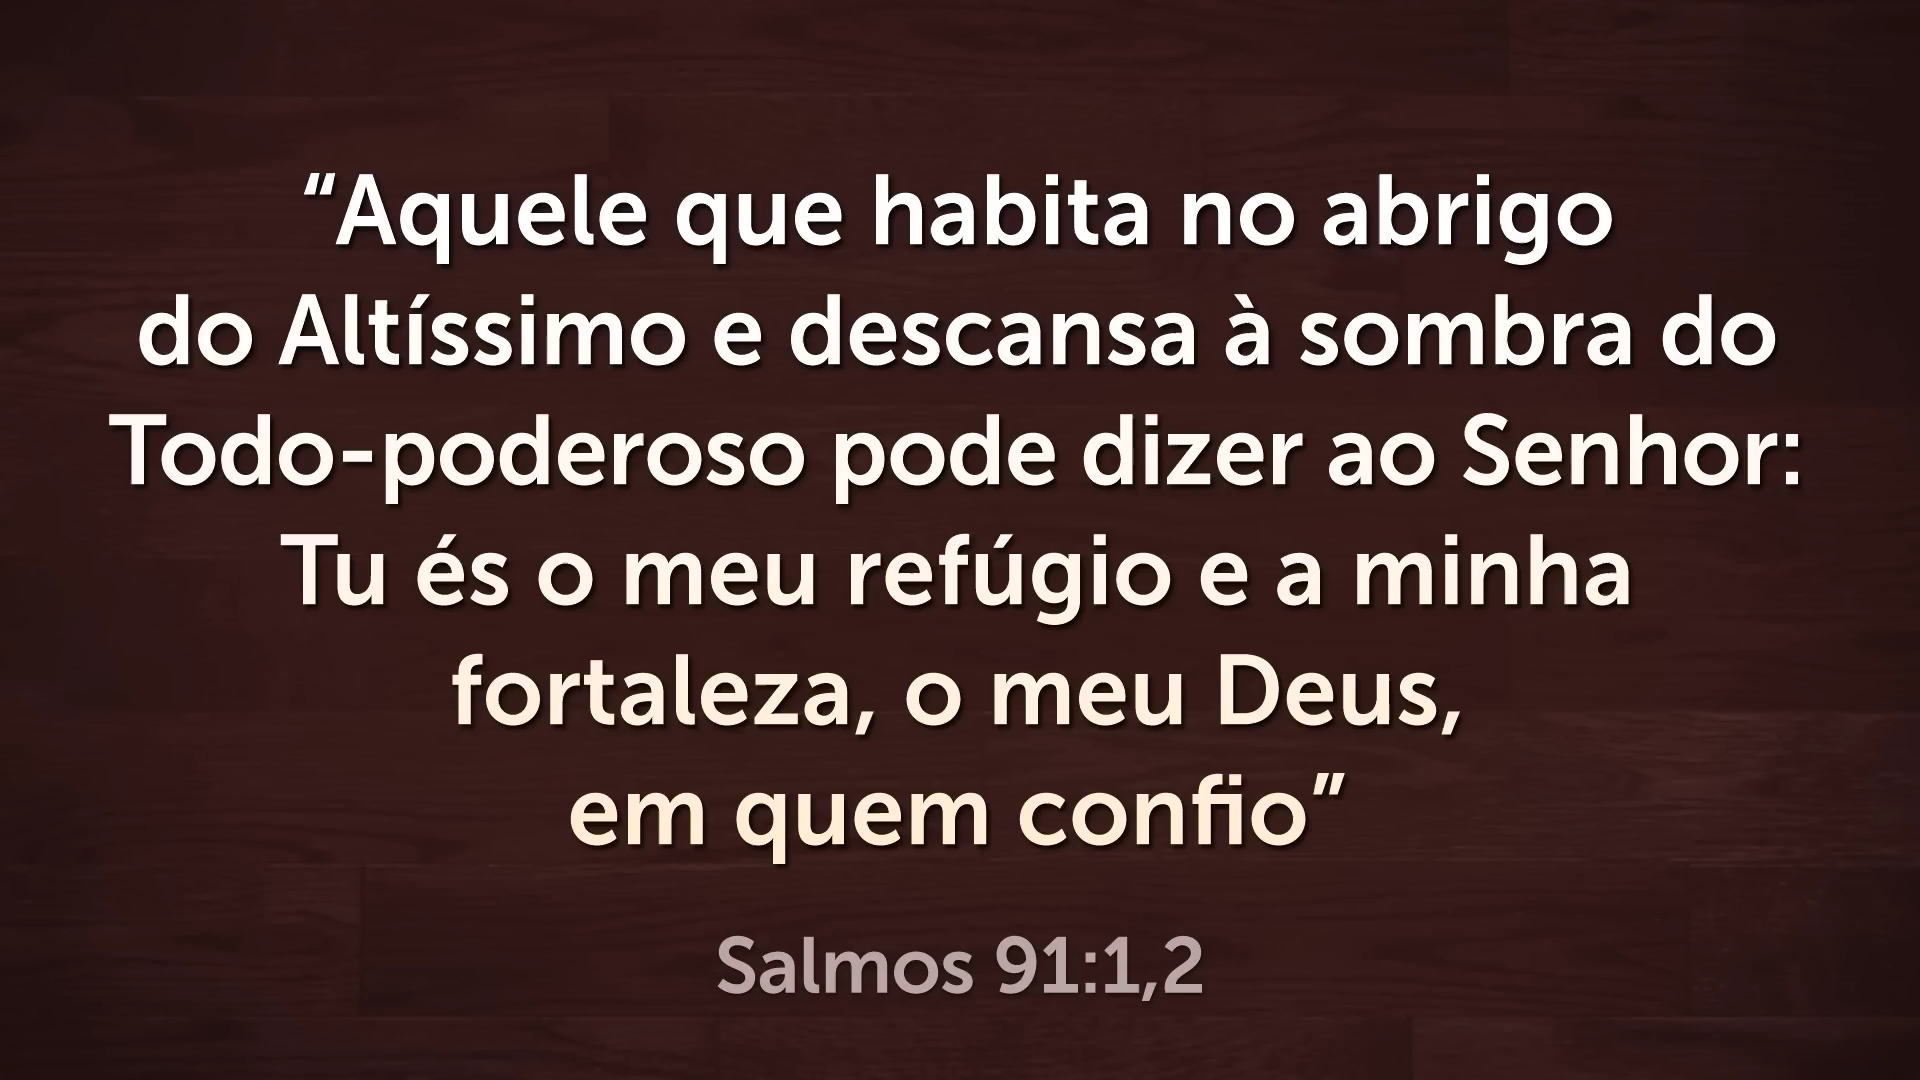 “Aquele que habita no abrigo
do Altíssimo e descansa à sombra do
Todo-poderoso pode dizer ao Senhor:
Tu és o meu refúgio e a minha
fortaleza, o meu Deus,
em quem confio”
Salmos 91:1,2